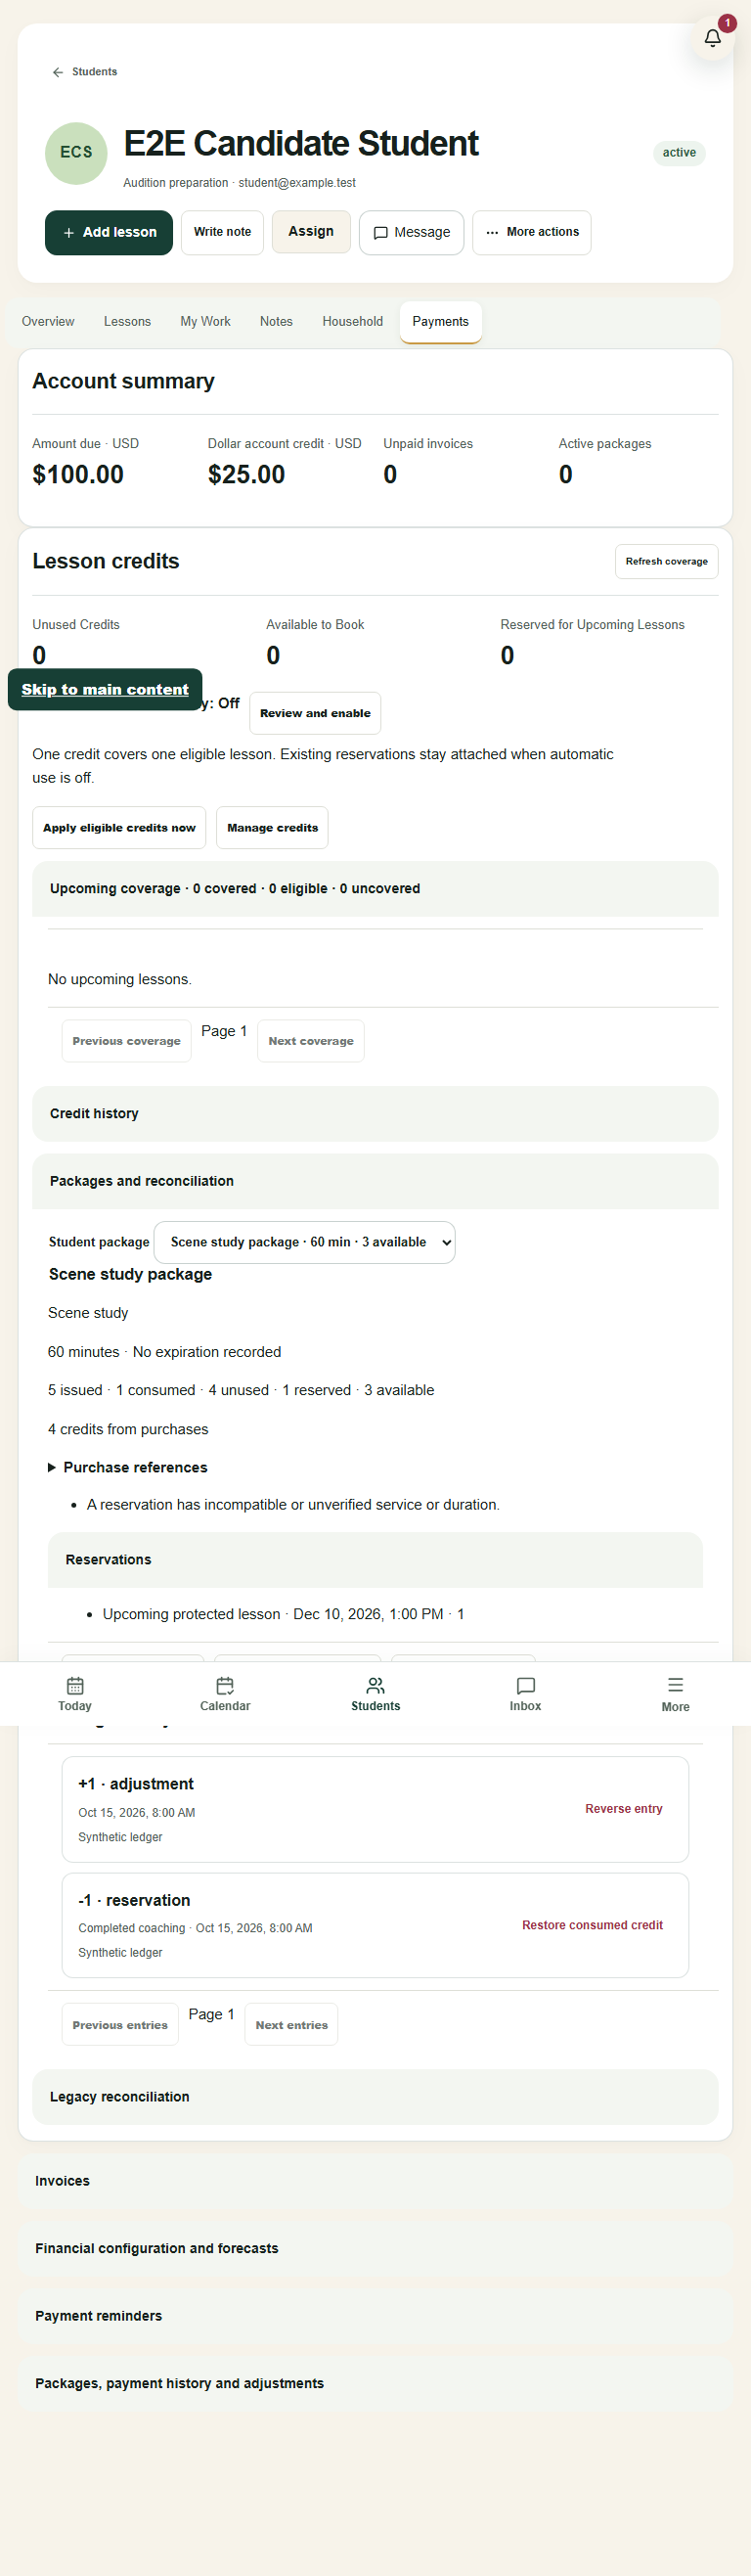 1
Students
ECS
E2E Candidate Student
active
Audition preparation · student@example.test
Add lesson
Write note
Assign
Message
More actions
Overview
Lessons
My Work
Notes
Household
Payments
Account summary
Amount due · USD
Dollar account credit · USD
Unpaid invoices
Active packages
$100.00
$25.00
0
0
Lesson credits
Refresh coverage
Unused Credits
Available to Book
Reserved for Upcoming Lessons
0
0
0
Skip to main content
y: Off
Review and enable
One credit covers one eligible lesson. Existing reservations stay attached when automatic
use is off.
Apply eligible credits now
Manage credits
Upcoming coverage · 0 covered · 0 eligible · 0 uncovered
No upcoming lessons.
Previous coverage
Page 1
Next coverage
Credit history
Packages and reconciliation
Student package
Scene study package · 60 min · 3 available
Scene study package
Scene study
60 minutes · No expiration recorded
5 issued · 1 consumed · 4 unused · 1 reserved · 3 available
4 credits from purchases
Purchase references
• A reservation has incompatible or unverified service or duration.
Reservations
• Upcoming protected lesson · Dec 10, 2026, 1:00 PM · 1
Today
Calendar
Students
Inbox
More
+1 · adjustment
Oct 15, 2026, 8:00 AM
Synthetic ledger
Reverse entry
-1 · reservation
Completed coaching · Oct 15, 2026, 8:00 AM
Synthetic ledger
Restore consumed credit
Previous entries
Page 1
Next entries
Legacy reconciliation
Invoices
Financial configuration and forecasts
Payment reminders
Packages, payment history and adjustments